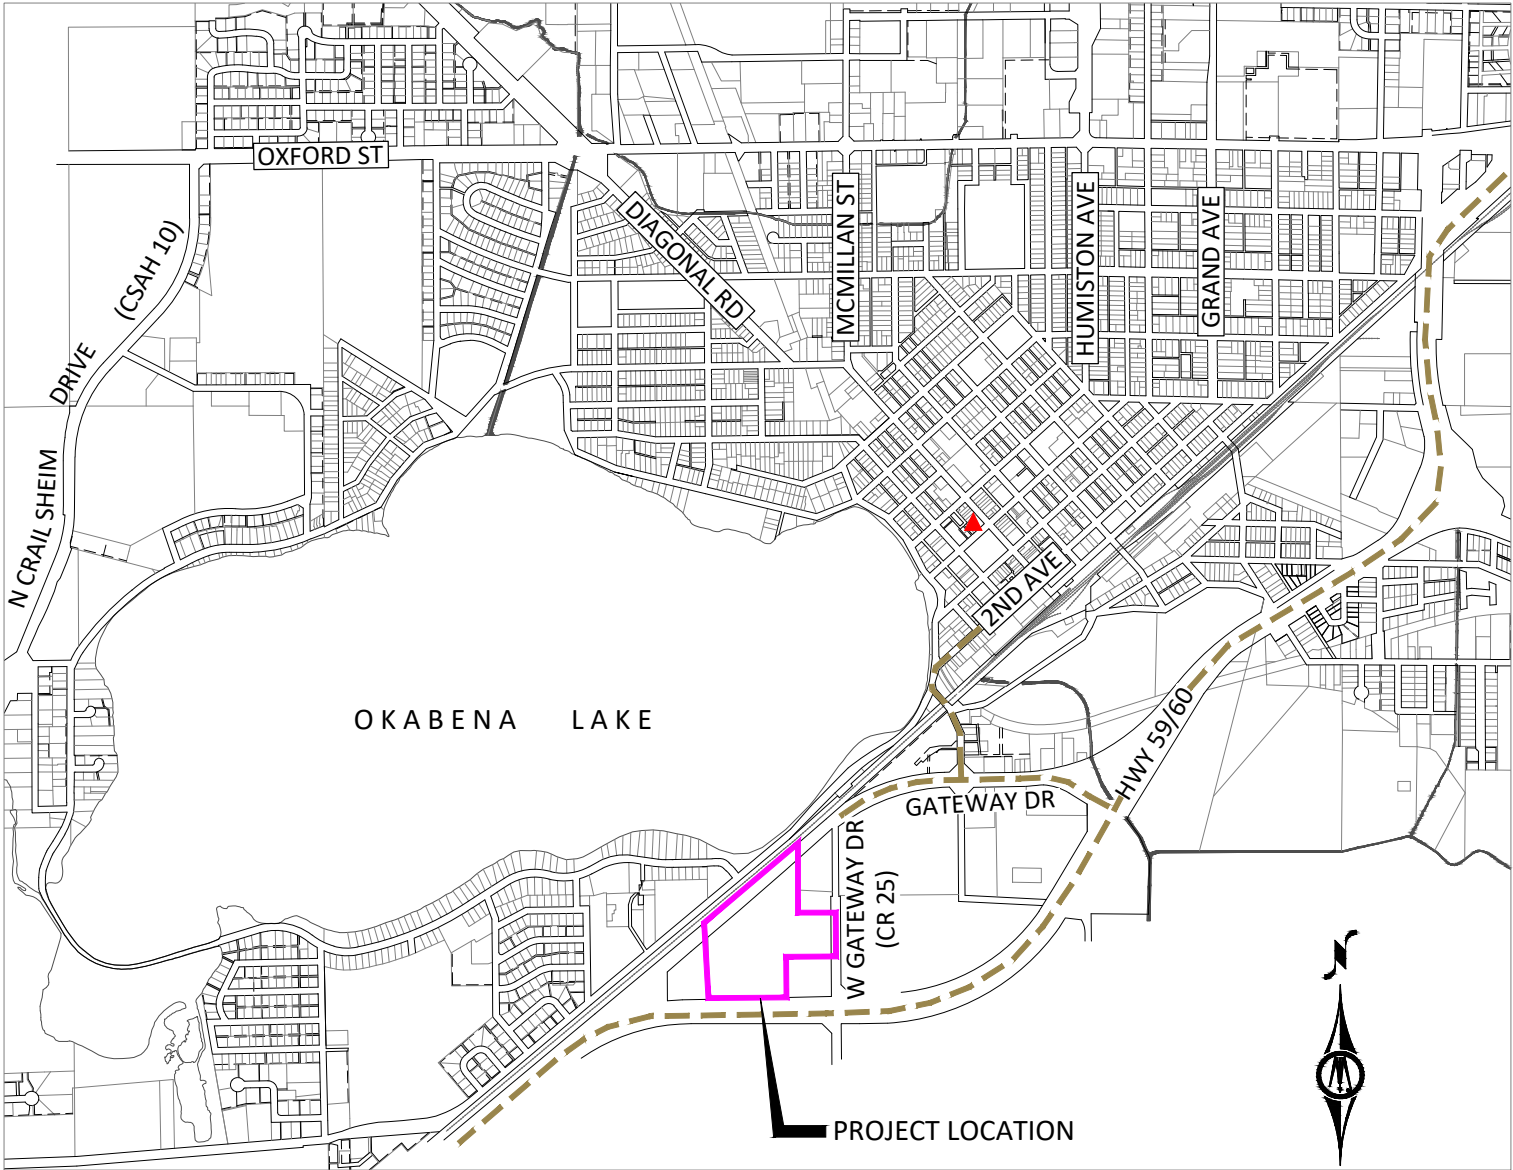 OXFORD ST
DIAGONAL RD
MCMILLAN ST
HUMISTON AVE
GRAND AVE
(CSAH 10)
DRIVE
N CRAIL SHEIM
2ND AVE
OKABENA LAKE
HWY 59/60
GATEWAY DR
W GATEWAY DR
(CR 25)
N
PROJECT LOCATION